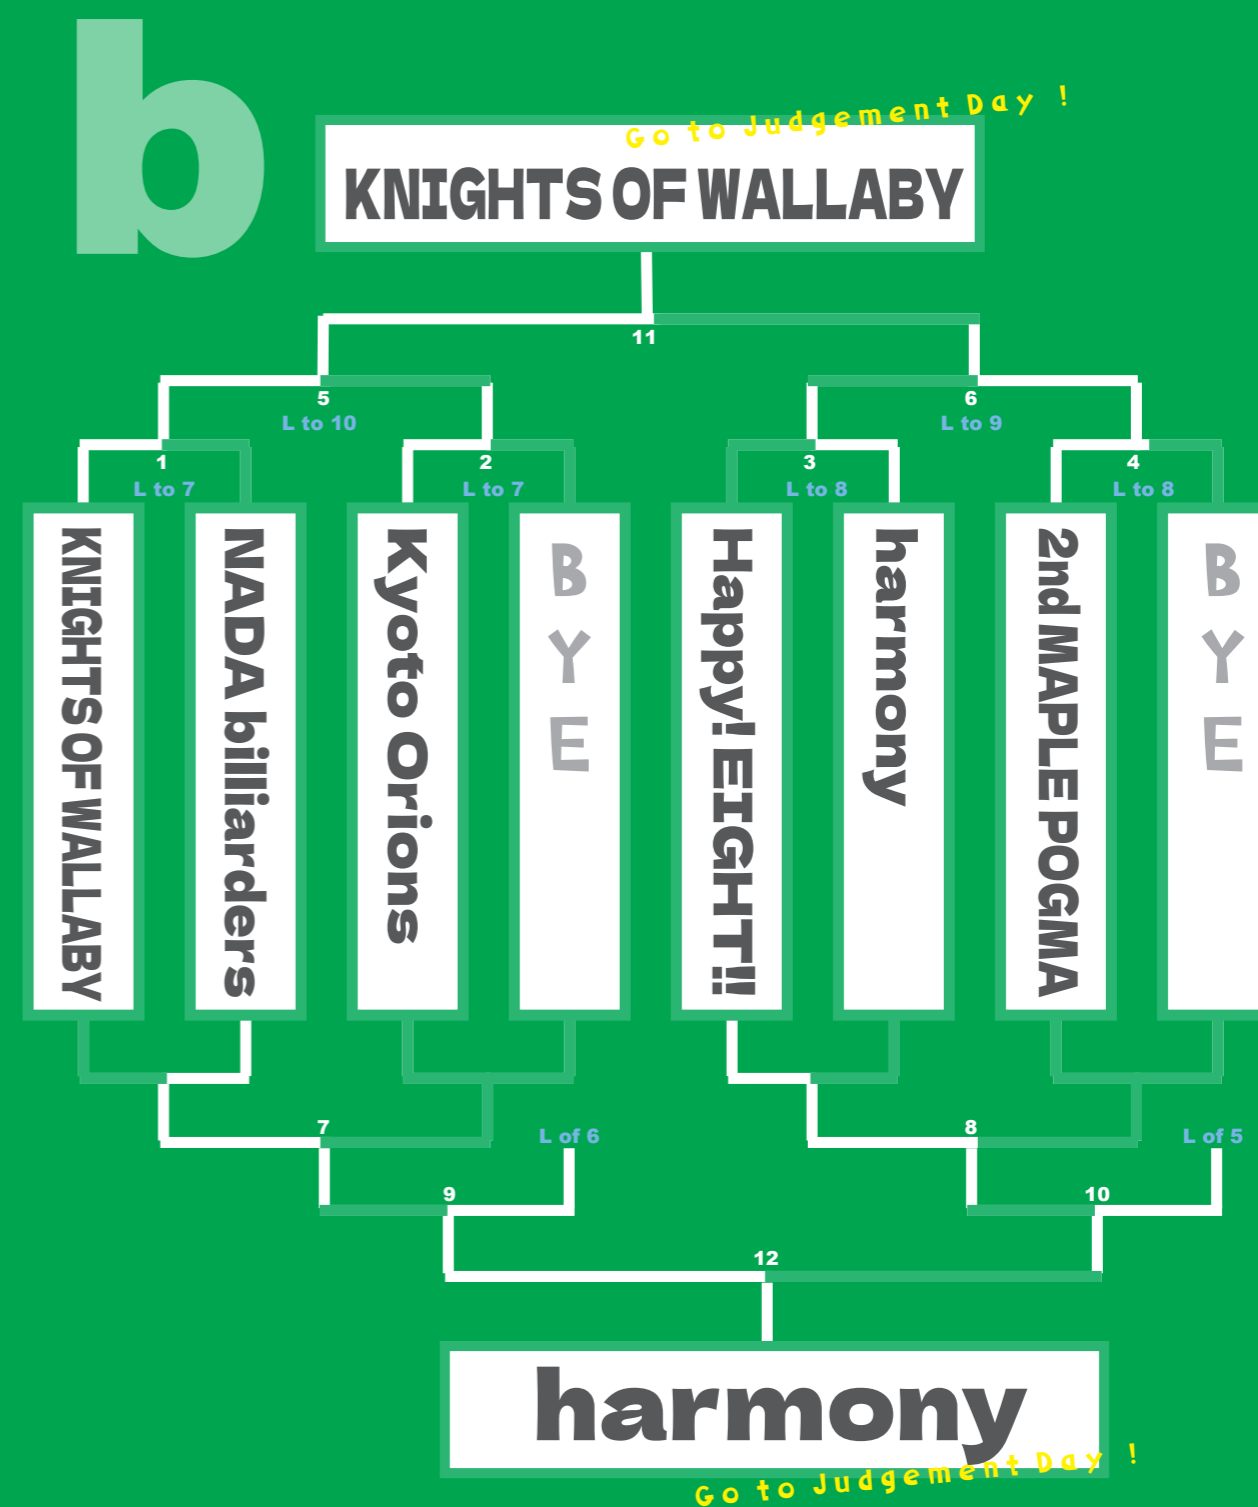 b
Go to Judgement Day !
KNIGHTS OF WALLABY
11
5
L to 10
6
L to 9
1
L to 7
2
L to 7
3
L to 8
4
L to 8
KNIGHTS OF WALLABY
NADA billiarders
Kyoto Orions
BYE
Happy! EIGHT!!
harmony
2nd MAPLE POGMA
BYE
7
L of 6
8
L of 5
9
10
12
harmony
Go to Judgement Day !